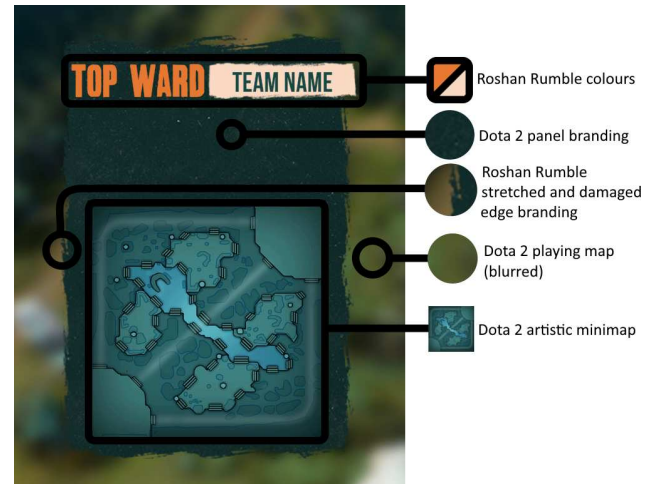 TOP WARD TEAM NAME
Roshan Rumble colours
Dota 2 panel branding
Roshan Rumble
stretched and damaged
edge branding
Dota 2 playing map
(blurred)
Dota 2 artistic minimap